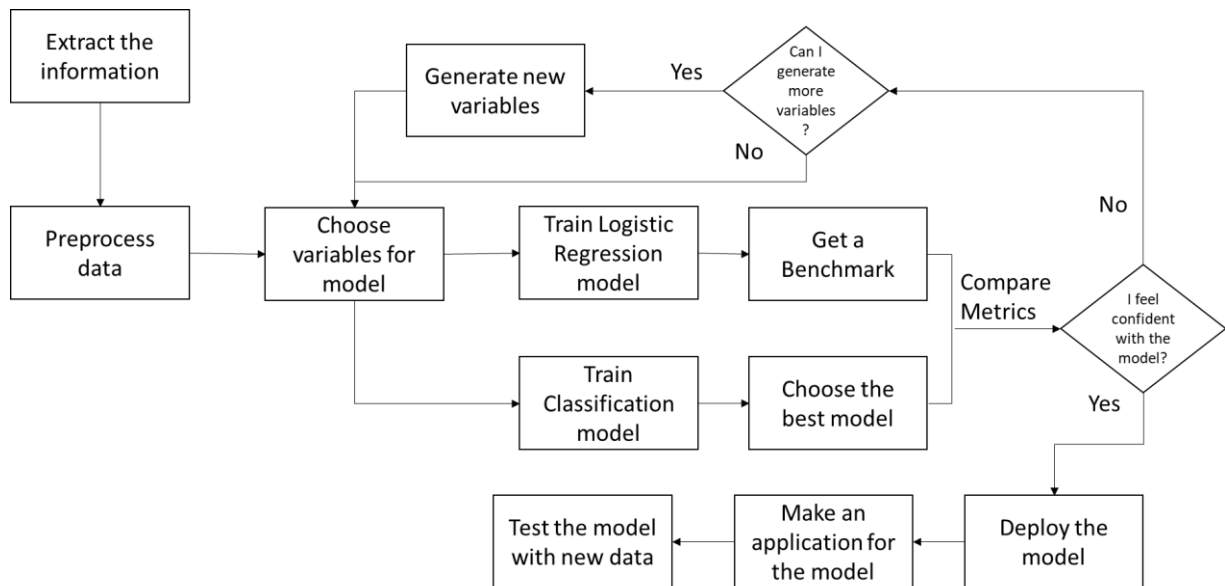 Extract the
information
Can I
generate
more
variables
?
Yes
Generate new
variables
No
Preprocess
data
Choose
variables for
model
Train Logistic
Regression
model
Get a
Benchmark
No
Compare
Metrics
I feel
confident
with the
model?
Train
Classification
model
Choose the
best model
Yes
Test the model
with new data
Make an
application for
the model
Deploy the
model